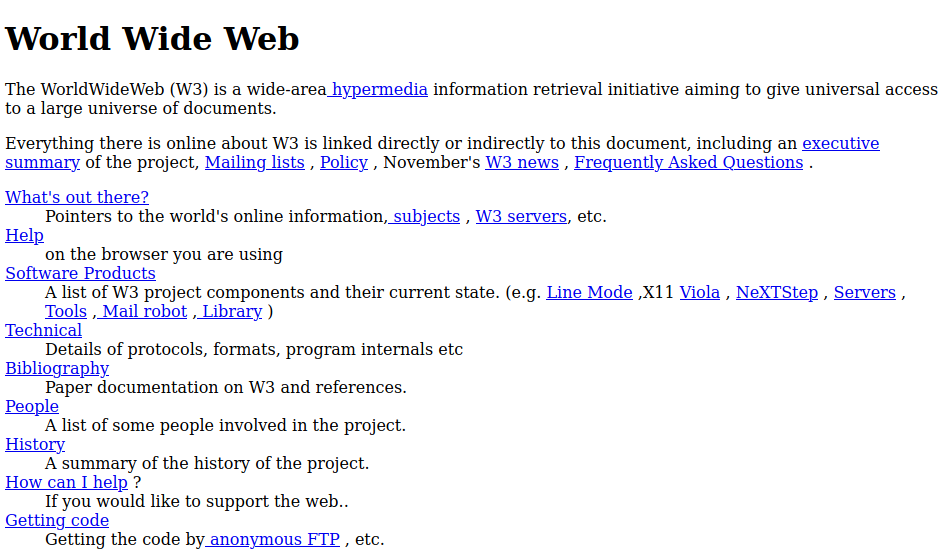 World Wide Web
The WorldWideWeb (W3) is a wide-area hypermedia information retrieval initiative aiming to give universal access
to a large universe of documents.
Everything there is online about W3 is linked directly or indirectly to this document, including an executive
summary of the project, Mailing lists , Policy , November's W3 news , Frequently Asked Questions .
What's out there?
Pointers to the world's online information, subjects , W3 servers, etc.
Help
on the browser you are using
Software Products
A list of W3 project components and their current state. (e.g. Line Mode ,X11 Viola , NeXTStep , Servers ,
Tools , Mail robot , Library )
Technical
Details of protocols, formats, program internals etc
Bibliography
Paper documentation on W3 and references.
People
A list of some people involved in the project.
History
A summary of the history of the project.
How can I help ?
If you would like to support the web..
Getting code
Getting the code by anonymous FTP , etc.